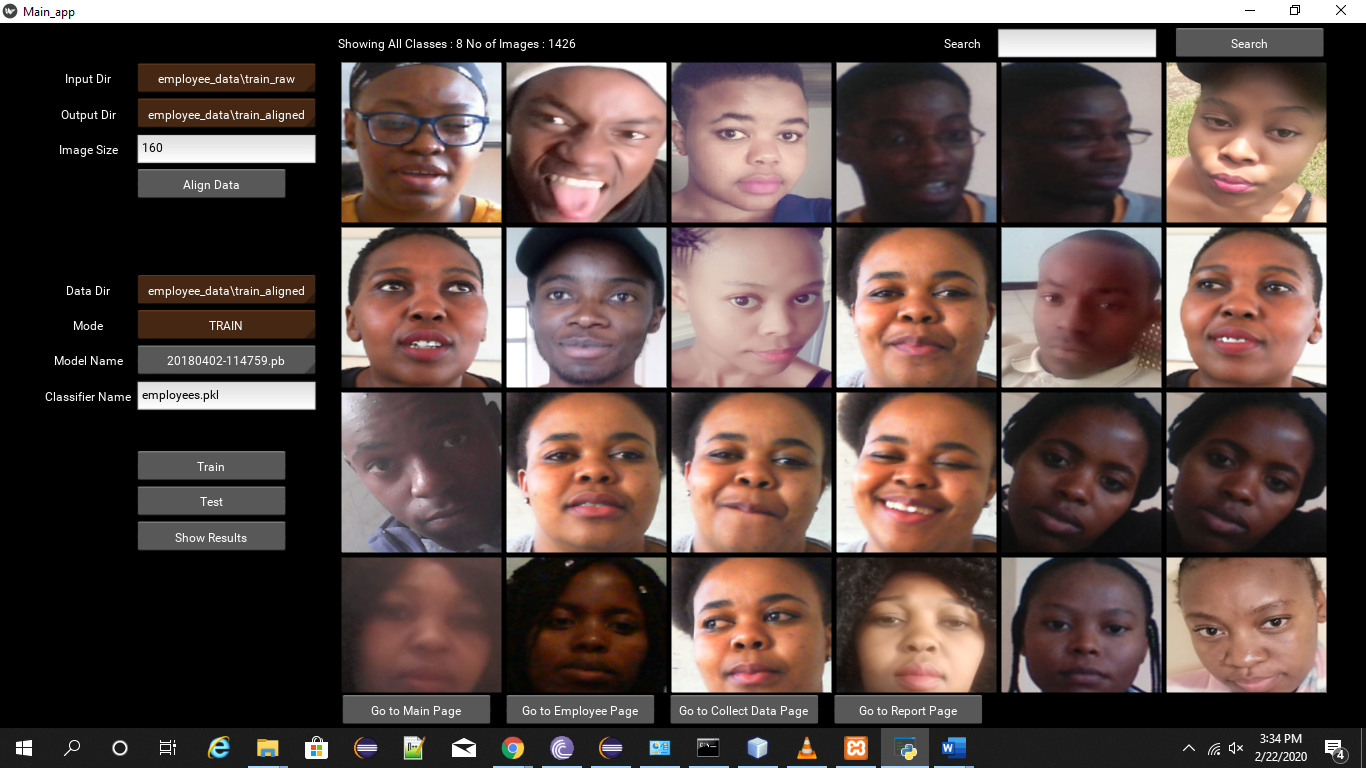 Main_app
Showing All Classes : 8 No of Images : 1426
Search
Search
Input Dir
employee_data\train_raw
Output Dir
employee_data\train_aligned
Image Size
160
Align Data
Data Dir
employee_data\train_aligned
Mode
TRAIN
Model Name
20180402-114759.pb
Classifier Name
employees.pkl
Train
Test
Show Results
Go to Main Page
Go to Employee Page
Go to Collect Data Page
Go to Report Page
3:34 PM
2/22/2020
4